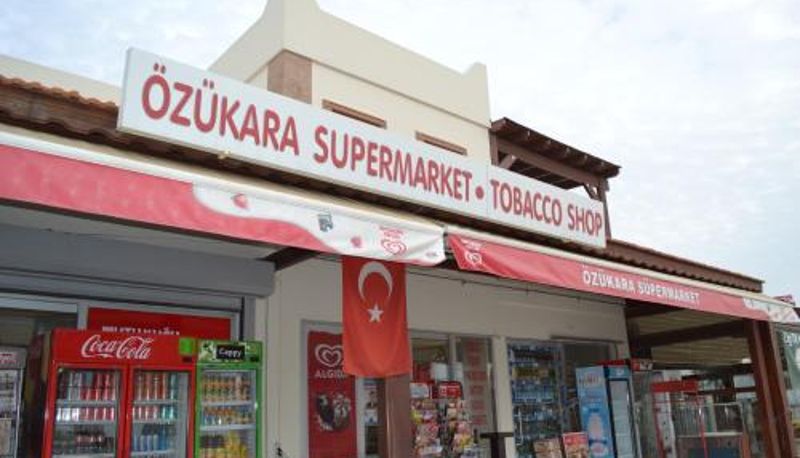 ÖZÜKARA SUPERMARKET • TOBACCO SHOP
ÖZÜKARA SUPERMARKET
Coca-Cola
Cappy
ALGIDA